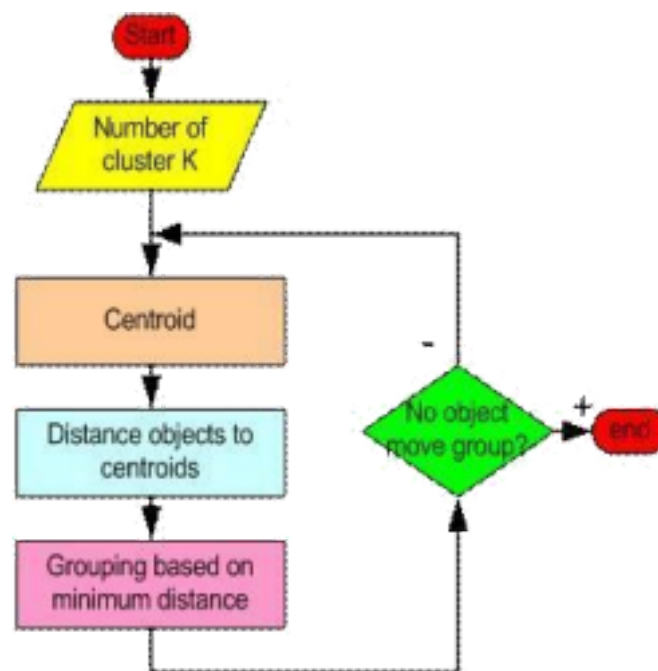 Start
Number of
cluster K
Centroid
-
No object
move group?
+
end
Distance objects to
centroids
Grouping based on
minimum distance